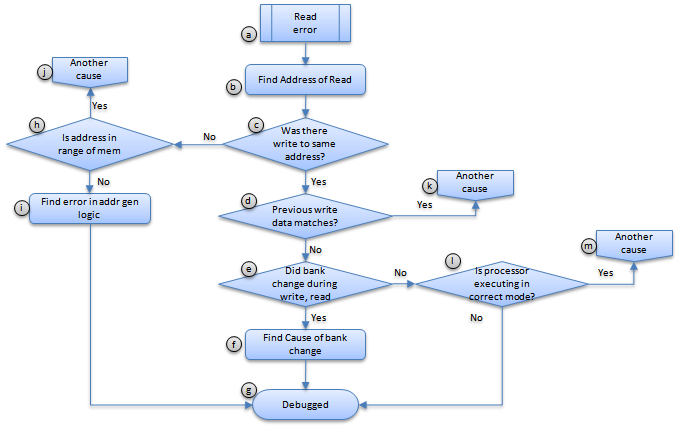 a
Read
error
b
Find Address of Read
c
Was there
write to same
address?
No
Yes
h
Is address in
range of mem
Yes
j
Another
cause
No
i
Find error in addr gen
logic
d
Previous write
data matches?
Yes
k
Another
cause
No
e
Did bank
change during
write, read
No
l
Is processor
executing in
correct mode?
Yes
m
Another
cause
No
Yes
f
Find Cause of bank
change
g
Debugged